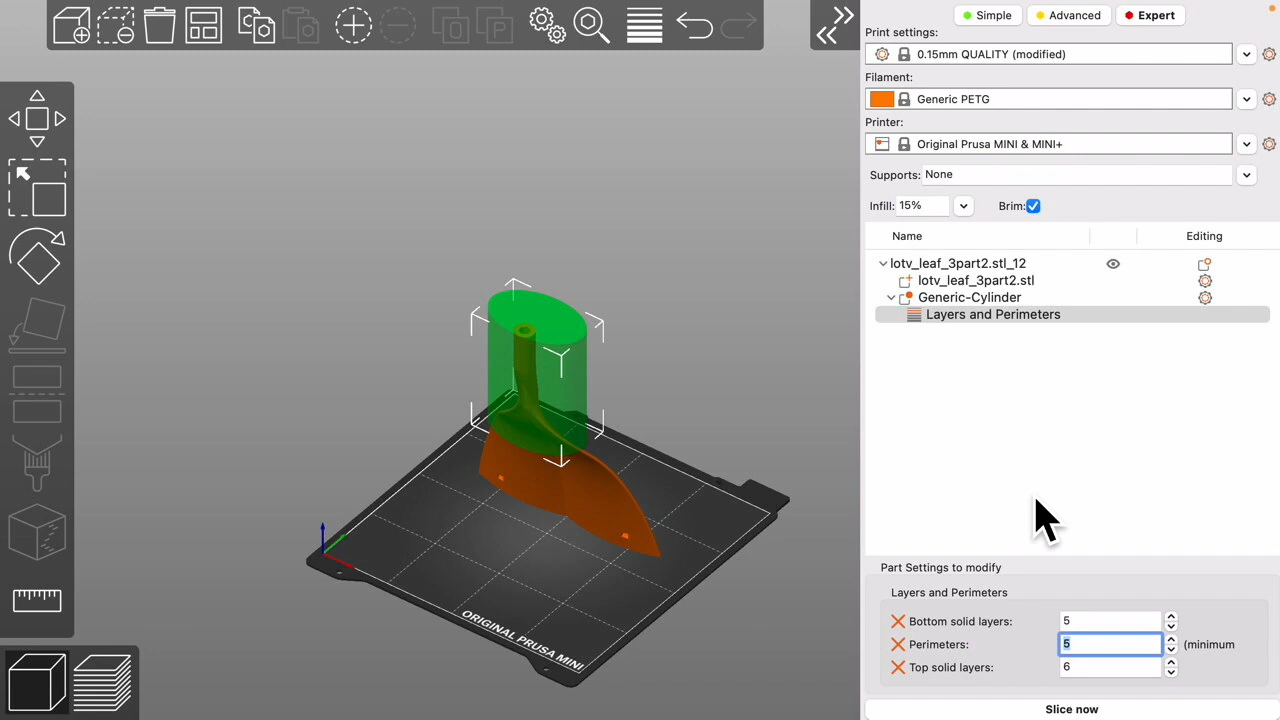 Simple
Advanced
Expert
Print settings:
0.15mm QUALITY (modified)
Filament:
Generic PETG
Printer:
Original Prusa MINI & MINI+
Supports: None
Infill: 15%
Brim:
Name
Editing
lotv_leaf_3part2.stl_12
lotv_leaf_3part2.stl
Generic-Cylinder
Layers and Perimeters
ORIGINAL PRUSA MINI
Part Settings to modify
Layers and Perimeters
Bottom solid layers: 5
Perimeters: 5 (minimum
Top solid layers: 6
Slice now